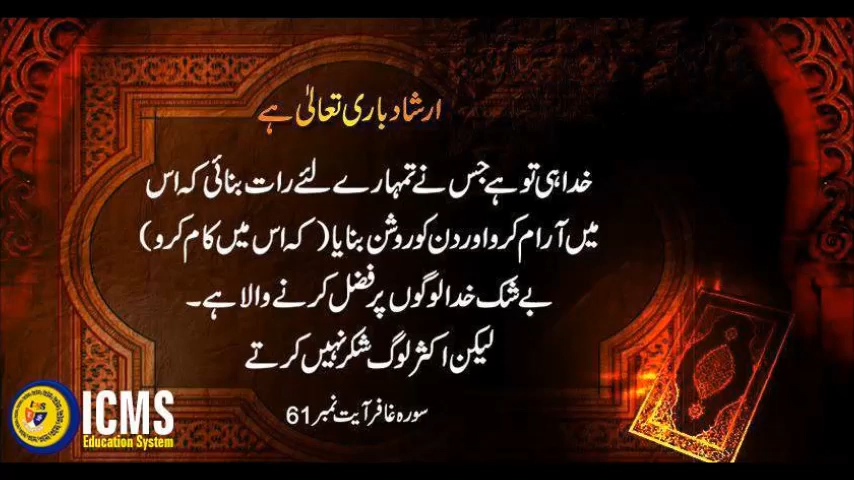 ارشاد باری تعالیٰ ہے
خدا ہی تو ہے جس نے تمہارے لئے رات بنائی کہ اس
میں آرام کرو اور دن کو روشن بنایا ( کہ اس میں کام کرو )
بے شک خدا لوگوں پر فضل کرنے والا ہے۔
لیکن اکثر لوگ شکر نہیں کرتے
سورہ غافر آیت نمبر 61
ICMS
Education System